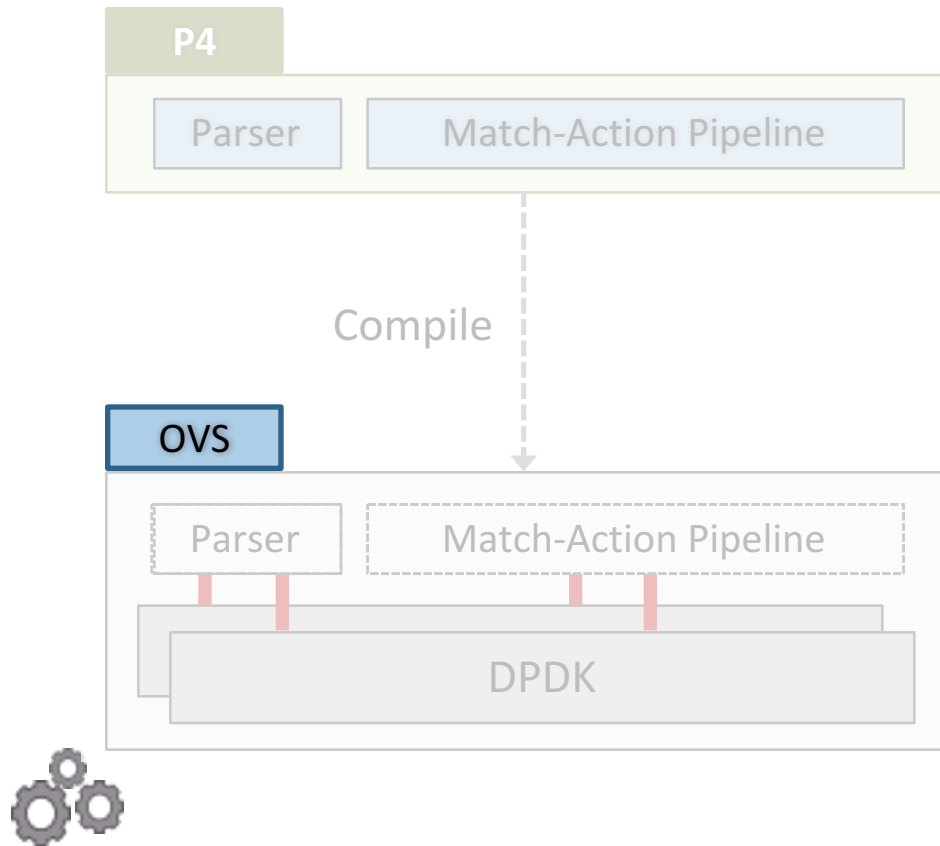 P4
Parser
Match-Action Pipeline
Compile
OVS
Parser
Match-Action Pipeline
DPDK